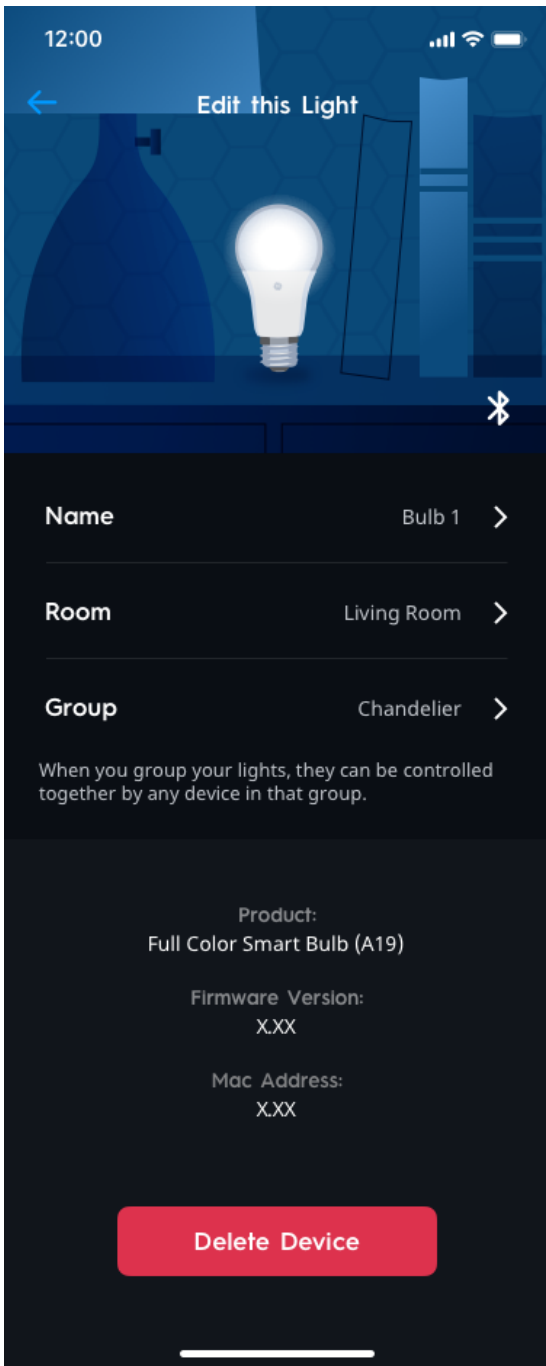 12:00
Edit this Light
Name
Bulb 1
Room
Living Room
Group
Chandelier
When you group your lights, they can be controlled
together by any device in that group.
Product:
Full Color Smart Bulb (A19)
Firmware Version:
X.XX
Mac Address:
X.XX
Delete Device